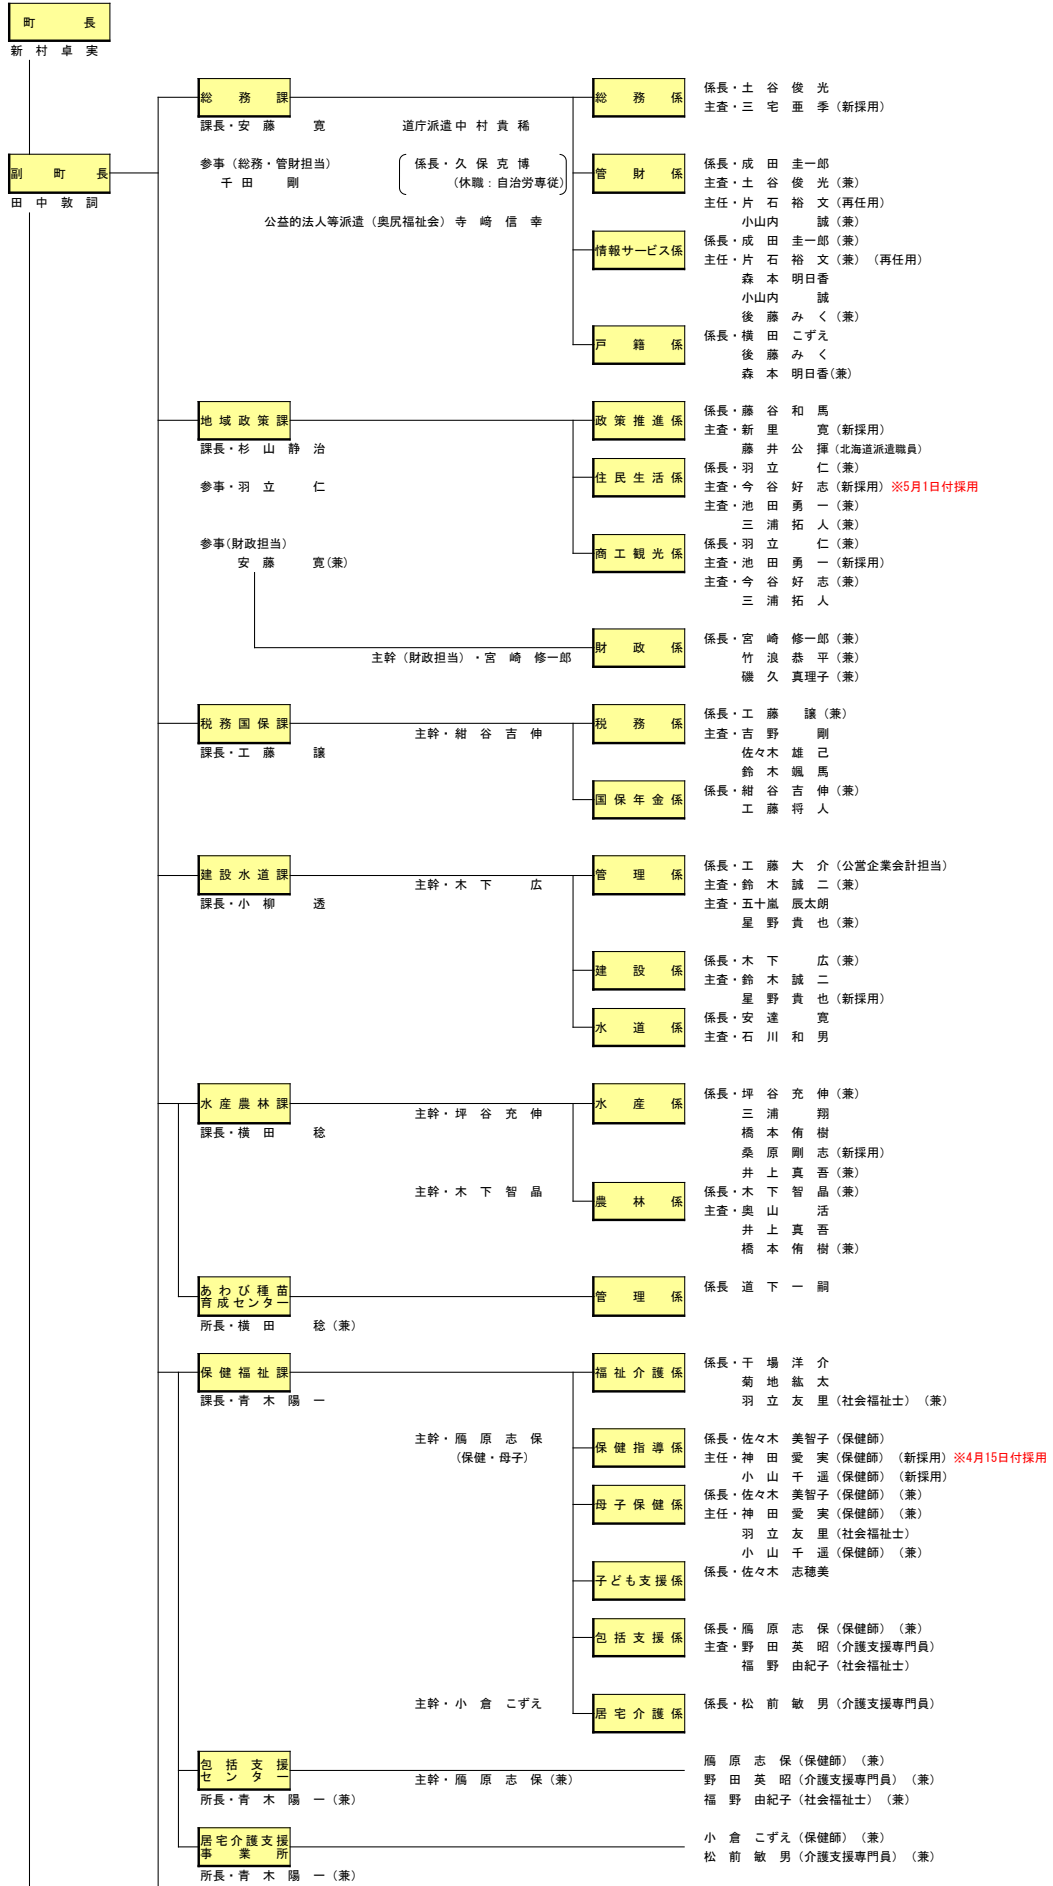 町長
新村卓実
副町長
田中敦詞
総務課
課長・安藤 寛
道庁派遣 中村貴稀
参事（総務・管財担当）
千田 剛
係長・久保克博
（休職：自治労専従）
公益的法人等派遣（奥尻福祉会）寺﨑信幸
総務係
係長・土谷俊光
主査・三宅亜季（新採用）
管財係
係長・成田圭一郎
主査・土谷俊光（兼）
主任・片石裕文（再任用）
小山内 誠（兼）
情報サービス係
係長・成田圭一郎（兼）
主任・片石裕文（兼）（再任用）
森本明日香
小山内 誠
後藤みく（兼）
戸籍係
係長・横田こずえ
後藤みく
森本明日香（兼）
地域政策課
課長・杉山静治
参事・羽立 仁
参事（財政担当）
安藤 寛（兼）
政策推進係
係長・藤谷和馬
主査・新里 寛（新採用）
藤井公揮（北海道派遣職員）
住民生活係
係長・羽立 仁（兼）
主査・今谷好志（新採用）※5月1日付採用
主査・池田勇一（兼）
三浦拓人（兼）
商工観光係
係長・羽立 仁（兼）
主査・池田勇一（新採用）
主査・今谷好志（兼）
三浦拓人
主幹（財政担当）・宮崎修一郎
財政係
係長・宮崎修一郎（兼）
竹浪恭平（兼）
磯久真理子（兼）
税務国保課
課長・工藤 譲
主幹・紺谷吉伸
税務係
係長・工藤 譲（兼）
主査・吉野 剛
佐々木雄己
鈴木颯馬
国保年金係
係長・紺谷吉伸（兼）
工藤将人
建設水道課
課長・小柳 透
主幹・木下 広
管理係
係長・工藤大介（公営企業会計担当）
主査・鈴木誠二（兼）
主査・五十嵐辰太朗
星野貴也（兼）
建設係
係長・木下 広（兼）
主査・鈴木誠二
星野貴也（新採用）
水道係
係長・安達 寛
主査・石川和男
水産農林課
課長・横田 稔
主幹・坪谷充伸
水産係
係長・坪谷充伸（兼）
三浦 翔
橋本侑樹
桑原剛志（新採用）
井上真吾（兼）
主幹・木下智晶
農林係
係長・木下智晶（兼）
主査・奥山 活
井上真吾
橋本侑樹（兼）
あわび種苗
育成センター
所長・横田 稔（兼）
管理係
係長 道下一嗣
保健福祉課
課長・青木陽一
福祉介護係
係長・干場洋介
菊地紘太
羽立友里（社会福祉士）（兼）
主幹・鴈原志保
（保健・母子）
保健指導係
係長・佐々木美智子（保健師）
主任・神田愛実（保健師）（新採用）※4月15日付採用
小山千遥（保健師）（新採用）
母子保健係
係長・佐々木美智子（保健師）（兼）
主任・神田愛実（保健師）（兼）
羽立友里（社会福祉士）
小山千遥（保健師）（兼）
子ども支援係
係長・佐々木志穂美
包括支援係
係長・鴈原志保（保健師）（兼）
主査・野田英昭（介護支援専門員）
福野由紀子（社会福祉士）
主幹・小倉こずえ
居宅介護係
係長・松前敏男（介護支援専門員）
包括支援
センター
所長・青木陽一（兼）
主幹・鴈原志保（兼）
鴈原志保（保健師）（兼）
野田英昭（介護支援専門員）（兼）
福野由紀子（社会福祉士）（兼）
居宅介護支援
事業所
所長・青木陽一（兼）
小倉こずえ（保健師）（兼）
松前敏男（介護支援専門員）（兼）